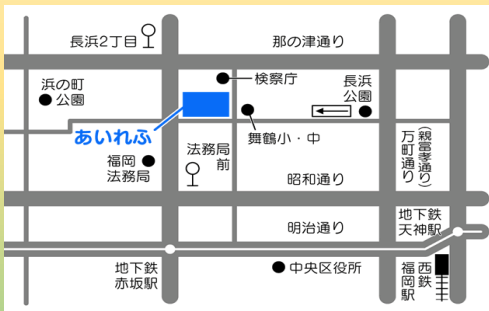 長浜2丁目
那の津通り
検察庁
浜の町
公園
長浜
公園
あいれふ
舞鶴小・中
(親富孝通り)
万町通り
福岡
法務局
法務局
前
昭和通り
明治通り
地下鉄
天神駅
地下鉄
赤坂駅
中央区役所
西鉄
福岡駅